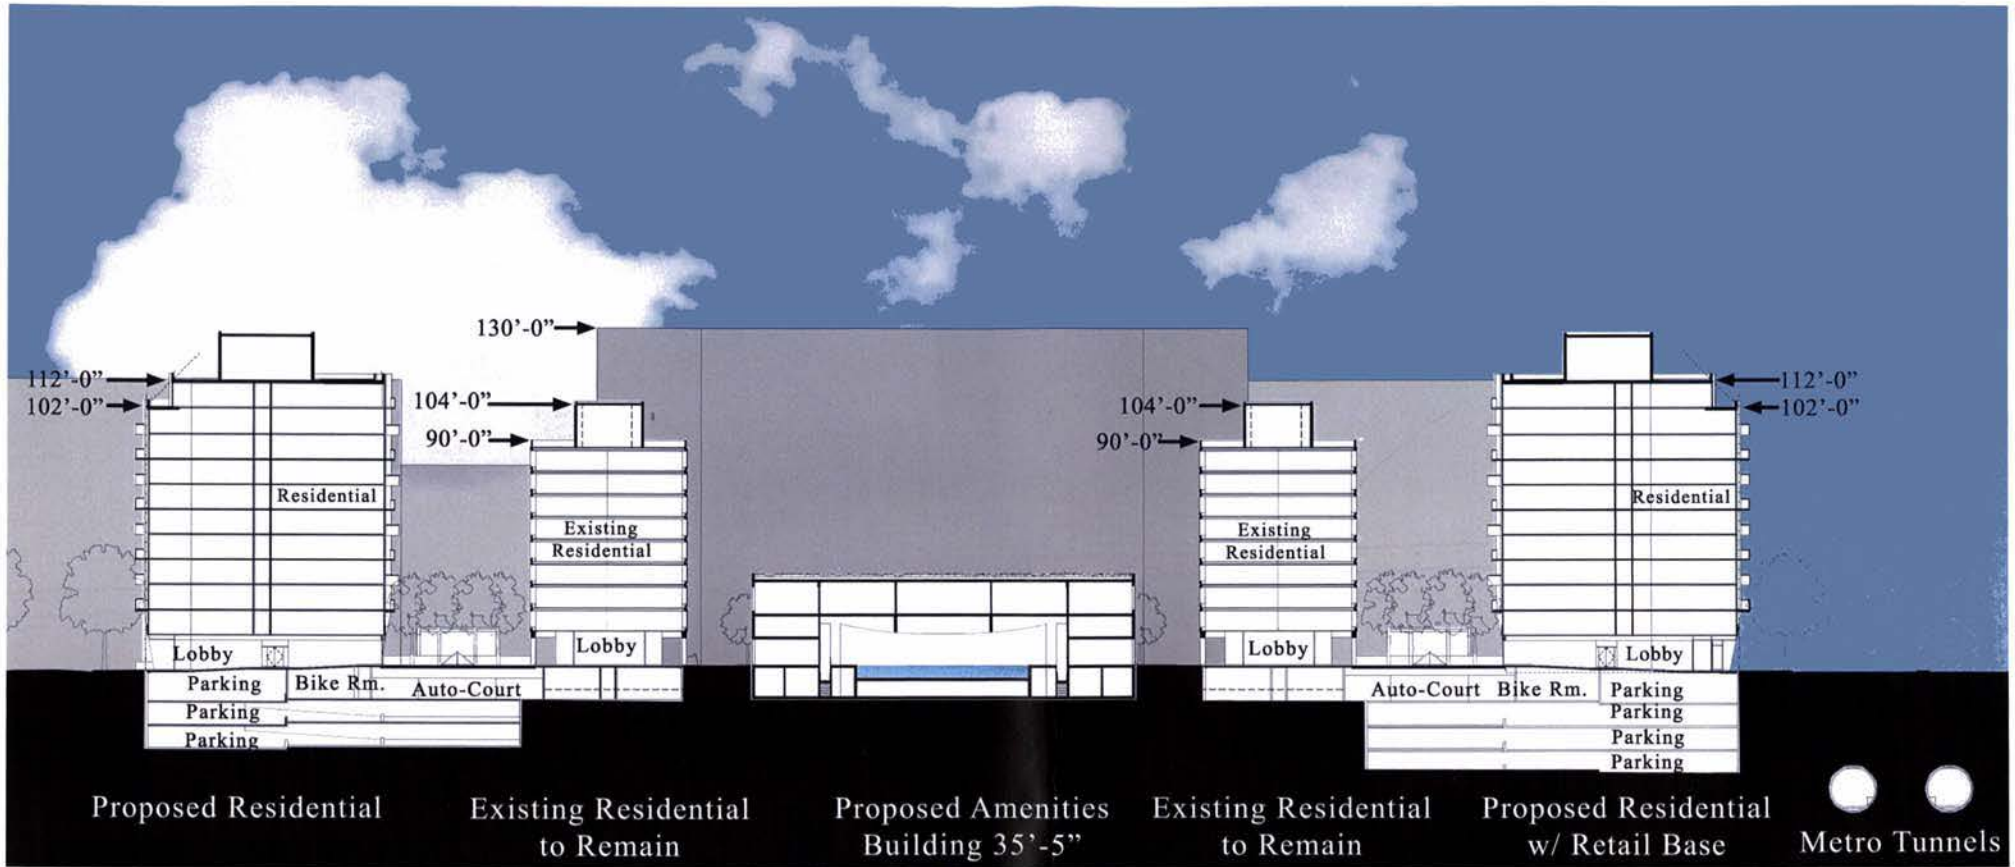 130'-0"
112'-0"
102'-0"
104'-0"
90'-0"
104'-0"
90'-0"
112'-0"
102'-0"
Residential
Existing
Residential
Existing
Residential
Residential
Lobby
Lobby
Lobby
Lobby
Parking
Bike Rm.
Auto-Court
Parking
Parking
Auto-Court
Bike Rm.
Parking
Parking
Parking
Parking
Proposed Residential
Existing Residential
to Remain
Proposed Amenities
Building 35'-5"
Existing Residential
to Remain
Proposed Residential
w/ Retail Base
Metro Tunnels